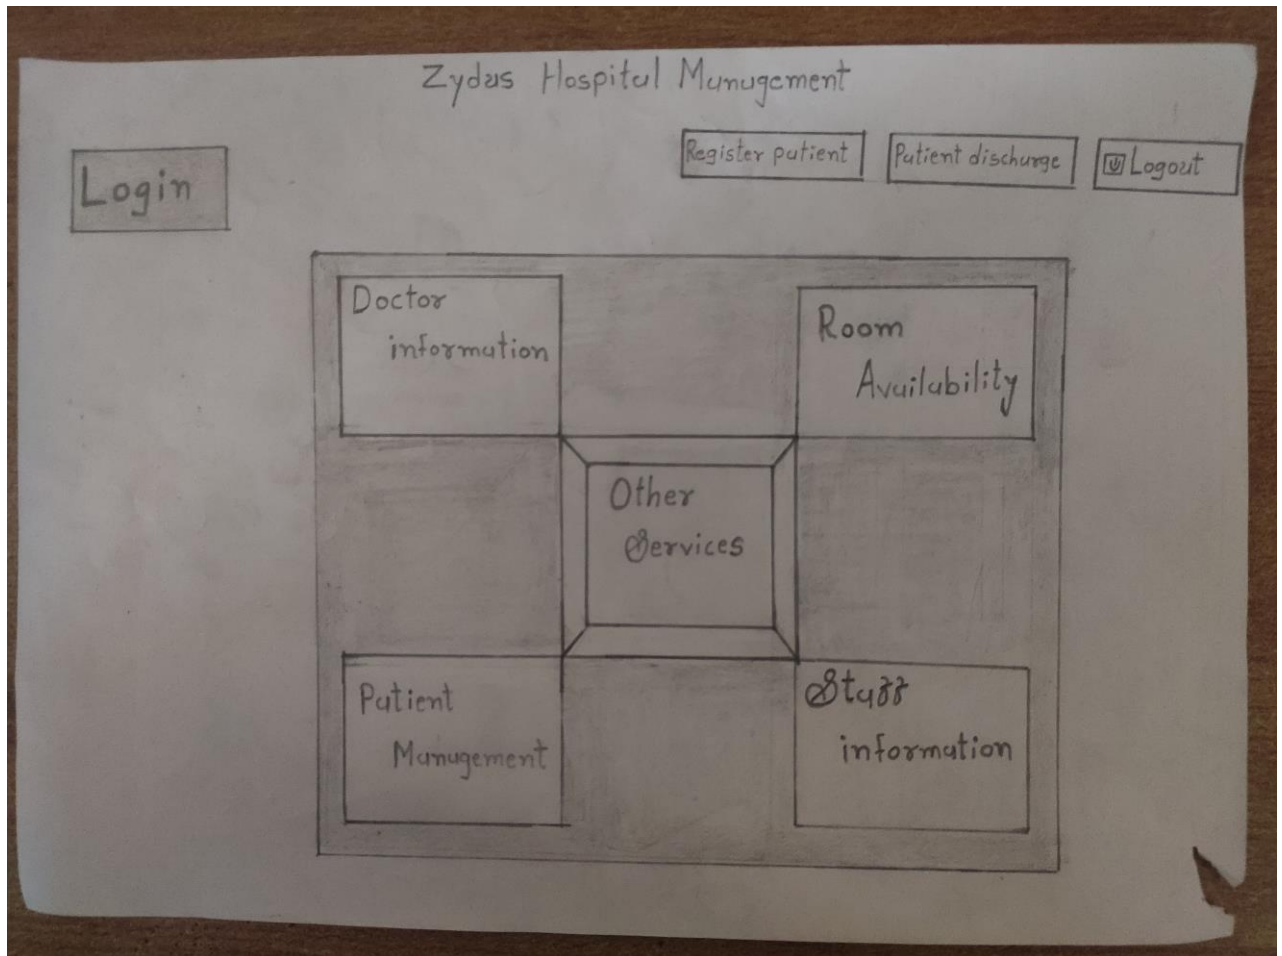 Zydus Hospital Management
Login
Register patient
Patient discharge
Logout
Doctor
information
Room
Availability
Other
Services
Patient
Management
Staff
information